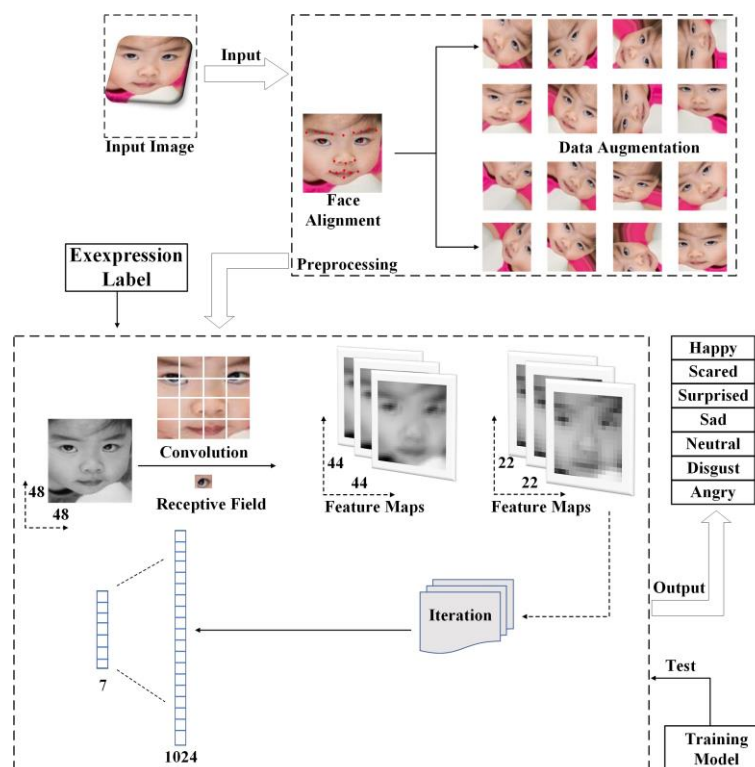 Input
Input Image
Face
Alignment
Data Augmentation
Preprocessing
Exexpression
Label
Convolution
Receptive Field
48
48
44
44
Feature Maps
22
22
Feature Maps
Happy
Scared
Surprised
Sad
Neutral
Disgust
Angry
Output
Iteration
7
1024
Test
Training
Model